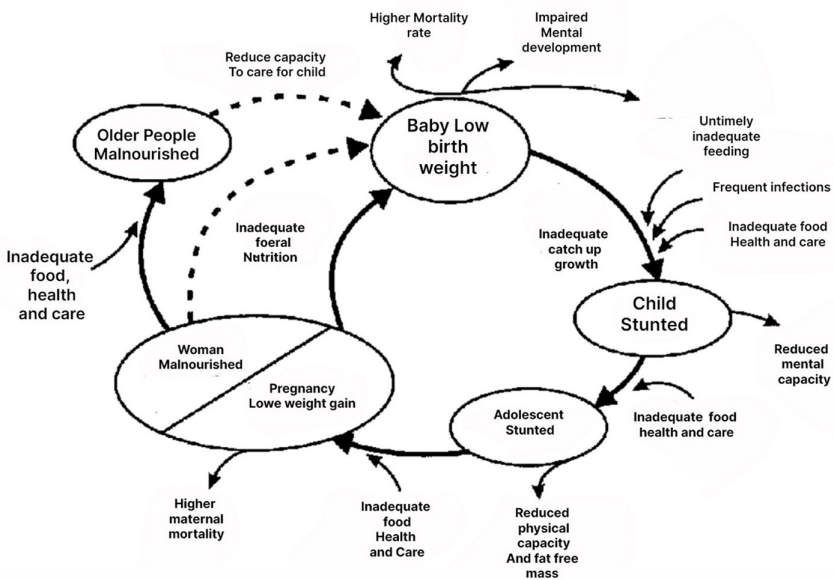 Higher Mortality
rate
Impaired
Mental
development
Reduce capacity
To care for child
Older People
Malnourished
Baby Low
birth
weight
Untimely
inadequate
feeding
Frequent infections
Inadequate food
Health and care
Inadequate
catch up
growth
Inadequate
foeral
Nutrition
Inadequate
food,
health
and care
Child
Stunted
Woman
Malnourished
Pregnancy
Lowe weight gain
Reduced
mental
capacity
Adolescent
Stunted
Inadequate food
health and care
Higher
maternal
mortality
Inadequate
food
Health
and Care
Reduced
physical
capacity
And fat free
mass